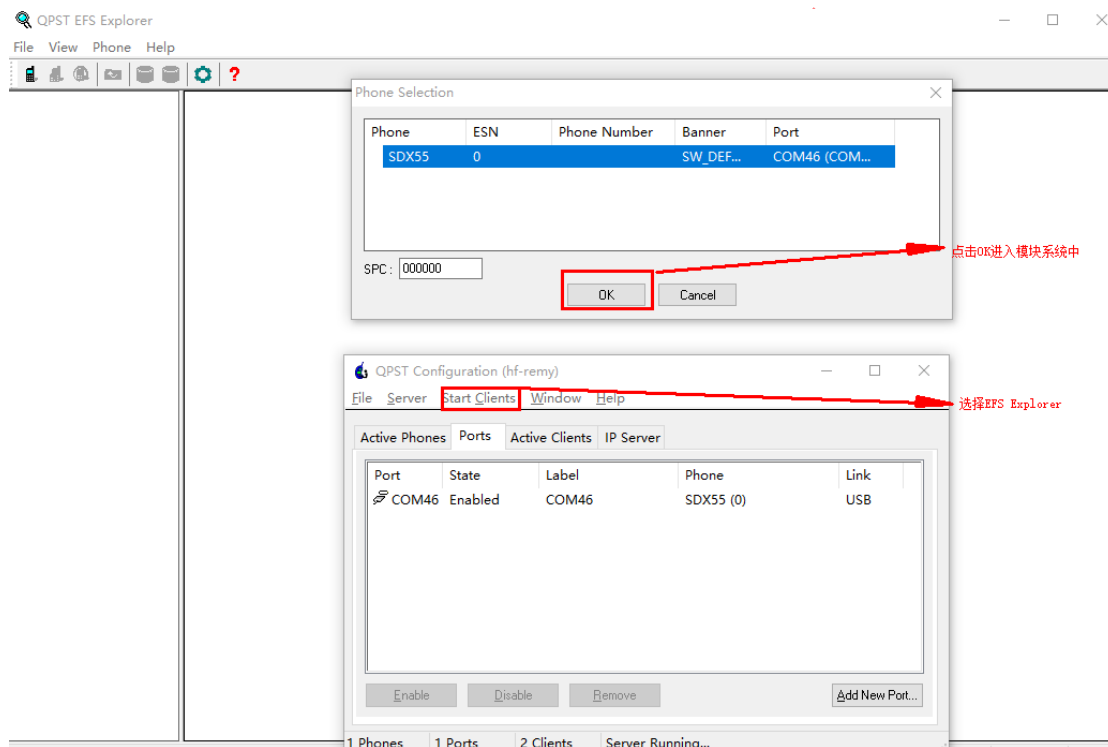 QPST EFS Explorer
File View Phone Help
Phone Selection
Phone ESN Phone Number Banner Port
SDX55 0 SW_DEF... COM46 (COM...
点击OK进入模块系统中
SPC: 000000
OK Cancel
QPST Configuration (hf-remy)
File Server Start Clients Window Help
选择EFS Explorer
Active Phones Ports Active Clients IP Server
Port State Label Phone Link
COM46 Enabled COM46 SDX55 (0) USB
Enable Disable Remove Add New Port...
1 Phones 1 Ports 2 Clients Server Running...